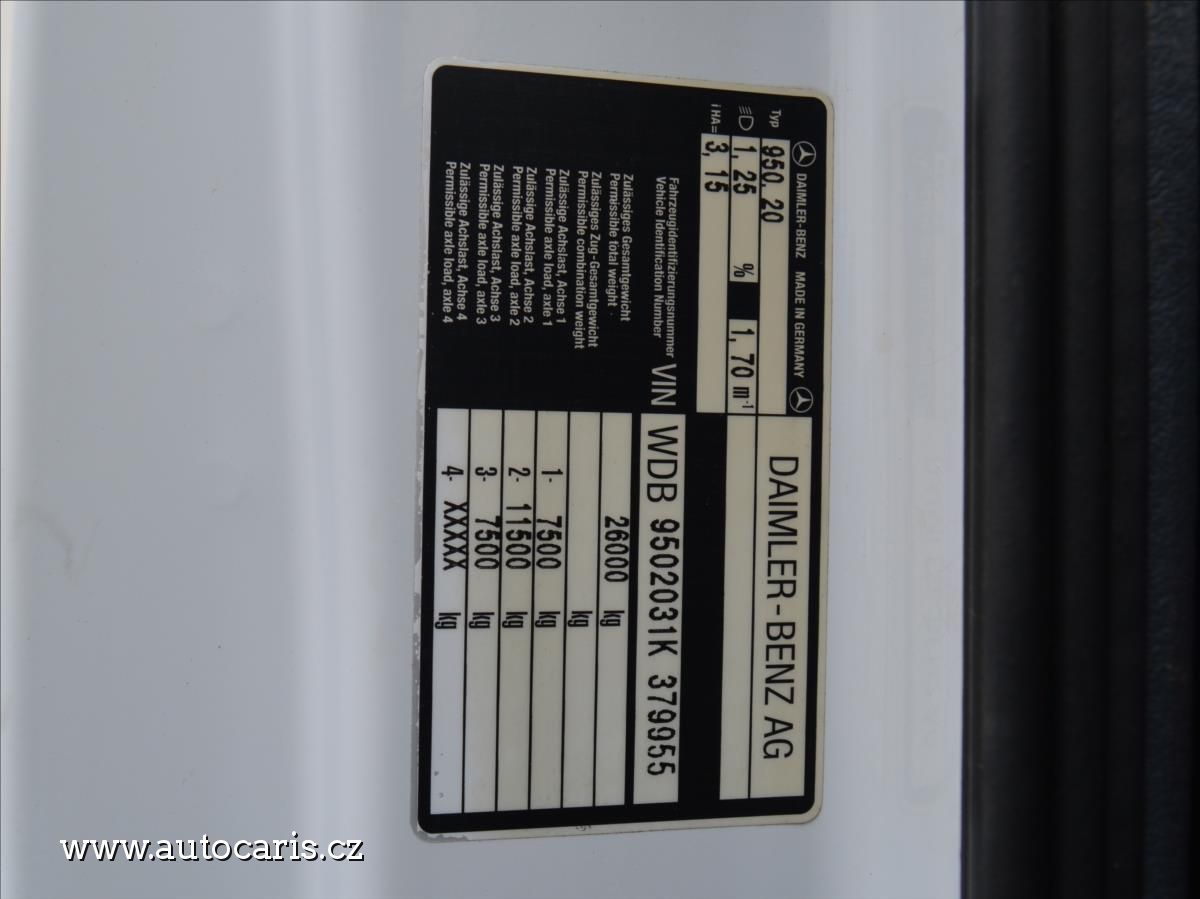 DAIMLER-BENZ MADE IN GERMANY
DAIMLER-BENZ AG
Typ 950. 20
1, 25 % 1, 70 m⁻¹
iHA= 3, 15
Fahrzeugidentifizierungsnummer
Vehicle Identification Number
VIN WDB 9502031K 379955
Zulässiges Gesamtgewicht
Permissible total weight
26000 kg
Zulässiges Zug-Gesamtgewicht
Permissible combination weight
kg
Zulässige Achslast, Achse 1
Permissible axle load, axle 1
1- 7500 kg
Zulässige Achslast, Achse 2
Permissible axle load, axle 2
2- 11500 kg
Zulässige Achslast, Achse 3
Permissible axle load, axle 3
3- 7500 kg
Zulässige Achslast, Achse 4
Permissible axle load, axle 4
4- XXXXX kg
www.autocaris.cz